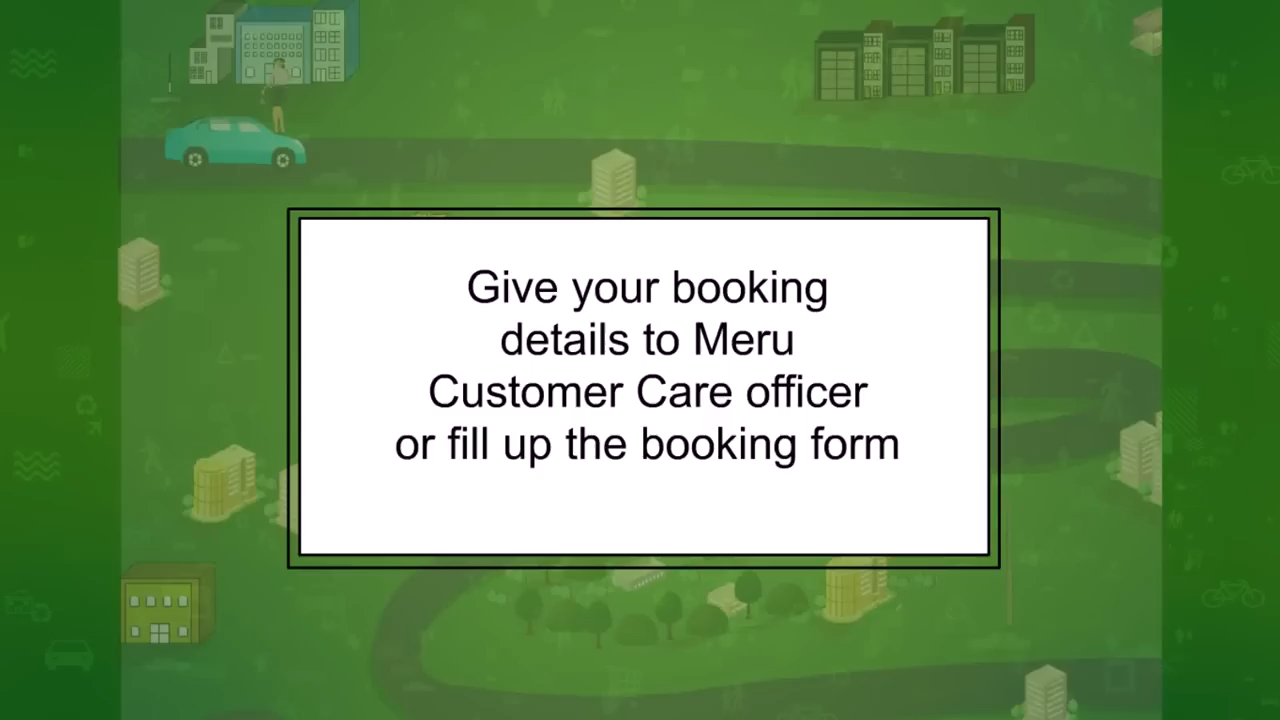 Give your booking
details to Meru
Customer Care officer
or fill up the booking form